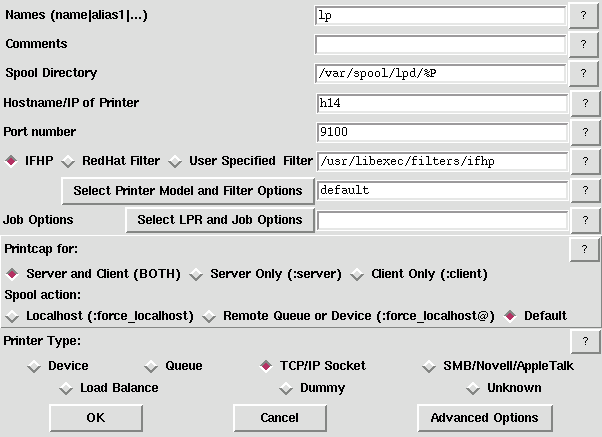 Names (name|alias1|...) lp ?
Comments ?
Spool Directory /var/spool/lpd/%P ?
Hostname/IP of Printer h14 ?
Port number 9100 ?
IFHP RedHat Filter User Specified Filter /usr/libexec/filters/ifhp ?
Select Printer Model and Filter Options default ?
Job Options Select LPR and Job Options ?
Printcap for: ?
Server and Client (BOTH) Server Only (:server) Client Only (:client)
Spool action:
Localhost (:force_localhost) Remote Queue or Device (:force_localhost@) Default
Printer Type: ?
Device Queue TCP/IP Socket SMB/Novell/AppleTalk
Load Balance Dummy Unknown
OK Cancel Advanced Options